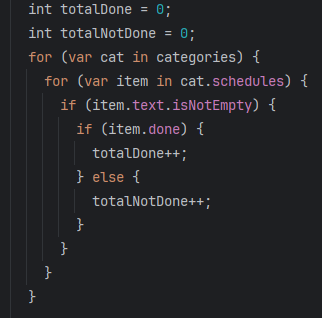 int totalDone = 0;
int totalNotDone = 0;
for (var cat in categories) {
  for (var item in cat.schedules) {
    if (item.text.isNotEmpty) {
      if (item.done) {
        totalDone++;
      } else {
        totalNotDone++;
      }
    }
  }
}